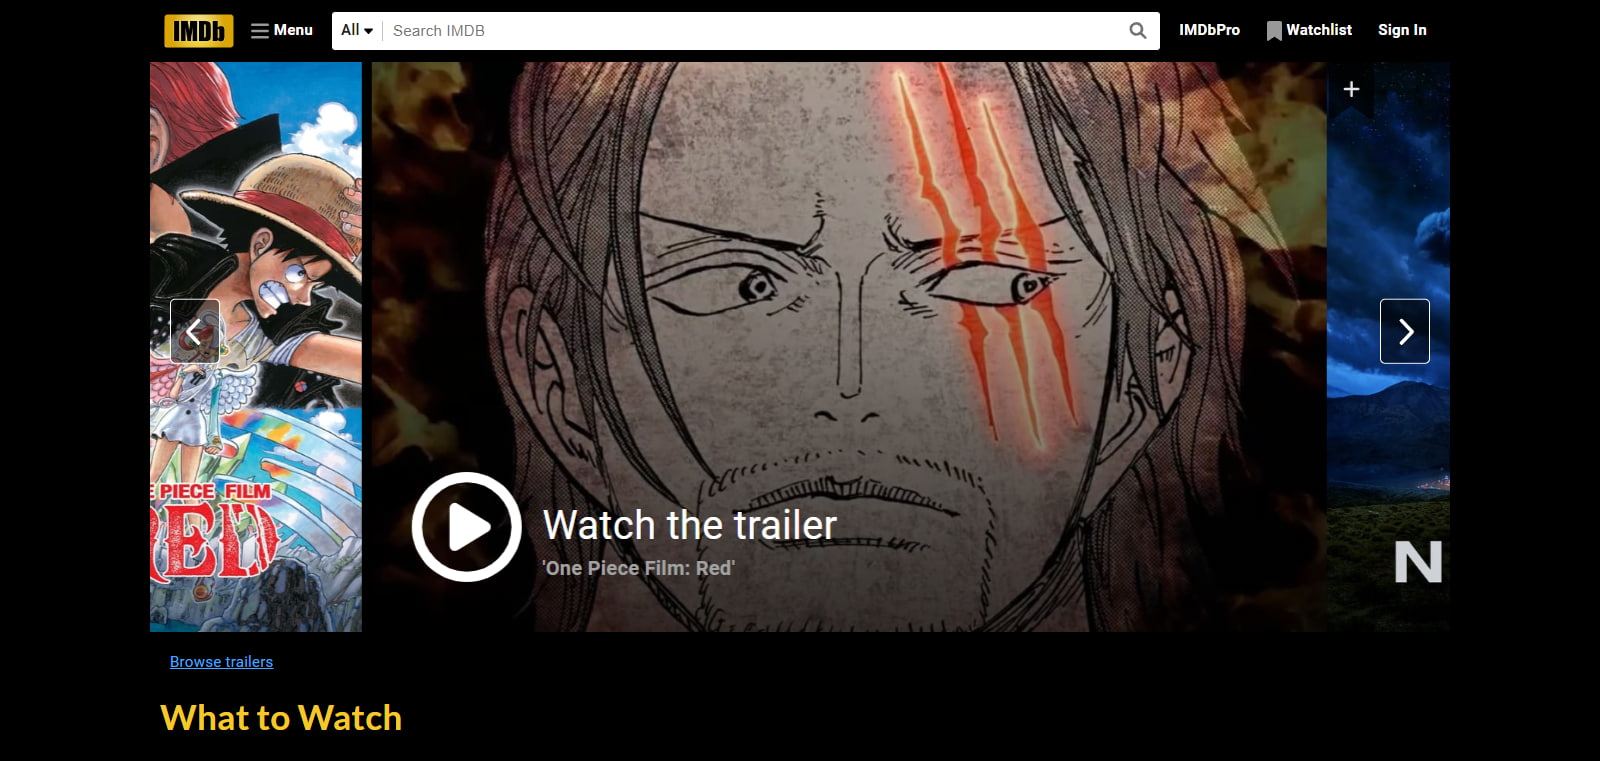 IMDb
Menu
All
Search IMDB
IMDbPro
Watchlist
Sign In
PIECE FILM
RED
Watch the trailer
'One Piece Film: Red'
N
Browse trailers
What to Watch